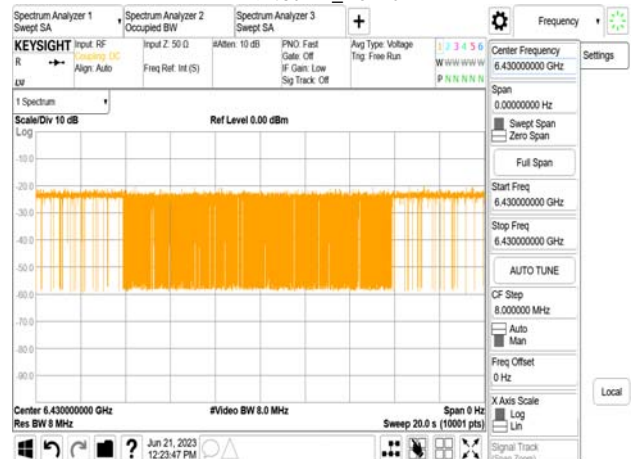 Spectrum Analyzer 1
Swept SA
Spectrum Analyzer 2
Occupied BW
Spectrum Analyzer 3
Swept SA
+
Frequency
KEYSIGHT
R
Input: RF
Coupling: DC
Align: Auto
Input Z: 50 Ω
Freq Ref: Int (S)
#Atten: 10 dB
PNO: Fast
Gate: Off
IF Gain: Low
Sig Track: Off
Avg Type: Voltage
Trig: Free Run
1 2 3 4 5 6
W W W W W W
P N N N N N
1 Spectrum
Scale/Div 10 dB
Ref Level 0.00 dBm
Log
-10.0
-20.0
-30.0
-40.0
-50.0
-60.0
-70.0
-80.0
-90.0
Center 6.430000000 GHz
Res BW 8 MHz
#Video BW 8.0 MHz
Span 0 Hz
Sweep 20.0 s (10001 pts)
Center Frequency
6.430000000 GHz
Settings
Span
0.00000000 Hz
Swept Span
Zero Span
Full Span
Start Freq
6.430000000 GHz
Stop Freq
6.430000000 GHz
AUTO TUNE
CF Step
8.000000 MHz
Auto
Man
Freq Offset
0 Hz
X Axis Scale
Log
Lin
Local
Signal Track
(Span Zoom)
?
Jun 21, 2023
12:23:47 PM